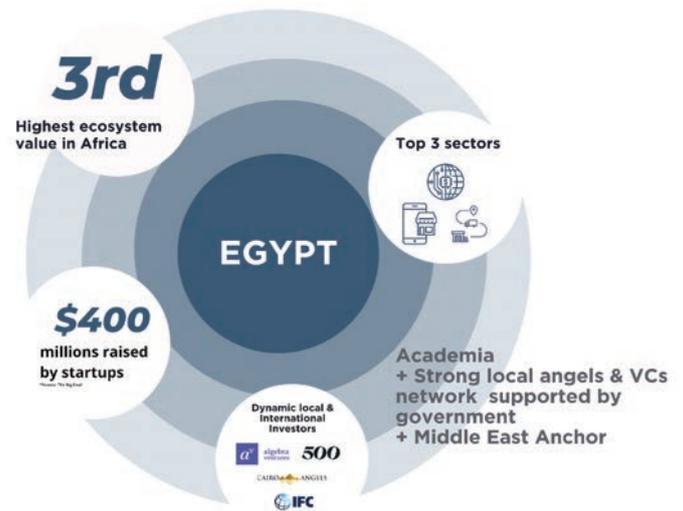 3rd
Highest ecosystem
value in Africa
Top 3 sectors
EGYPT
$400
millions raised
by startups
Academia
+ Strong local angels & VCs
network supported by
government
+ Middle East Anchor
Dynamic local &
International
Investors
algebra
ventures
500
CAIRO ANGELS
IFC